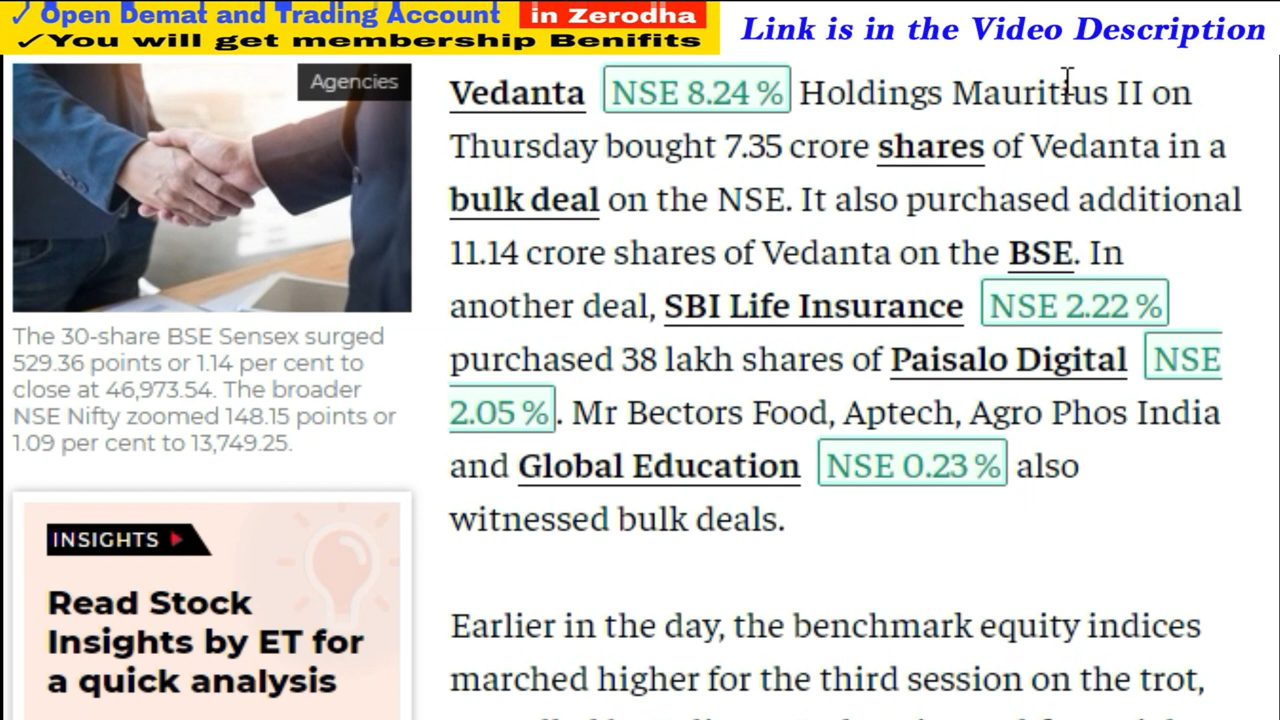 ✓ Open Demat and Trading Account in Zerodha
✓You will get membership Benifits
Link is in the Video Description
Agencies
The 30-share BSE Sensex surged
529.36 points or 1.14 per cent to
close at 46,973.54. The broader
NSE Nifty zoomed 148.15 points or
1.09 per cent to 13,749.25.
INSIGHTS
Read Stock
Insights by ET for
a quick analysis
Vedanta NSE 8.24 % Holdings Mauritius II on
Thursday bought 7.35 crore shares of Vedanta in a
bulk deal on the NSE. It also purchased additional
11.14 crore shares of Vedanta on the BSE. In
another deal, SBI Life Insurance NSE 2.22 %
purchased 38 lakh shares of Paisalo Digital NSE
2.05 %. Mr Bectors Food, Aptech, Agro Phos India
and Global Education NSE 0.23 % also
witnessed bulk deals.
Earlier in the day, the benchmark equity indices
marched higher for the third session on the trot,